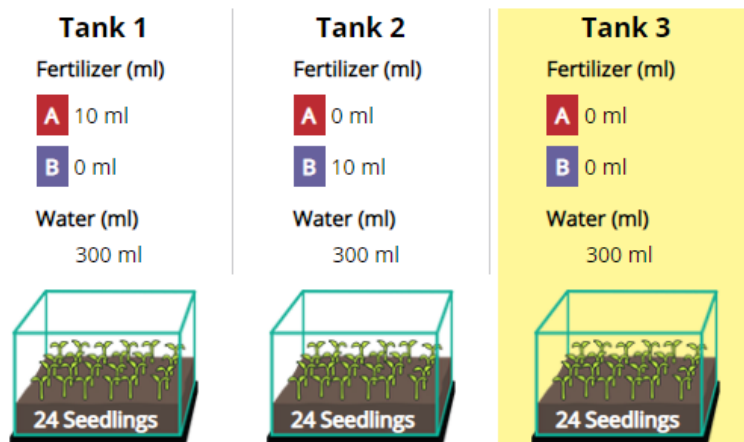 Tank 1
Fertilizer (ml)
A 10 ml
B 0 ml
Water (ml)
300 ml
24 Seedlings
Tank 2
Fertilizer (ml)
A 0 ml
B 10 ml
Water (ml)
300 ml
24 Seedlings
Tank 3
Fertilizer (ml)
A 0 ml
B 0 ml
Water (ml)
300 ml
24 Seedlings